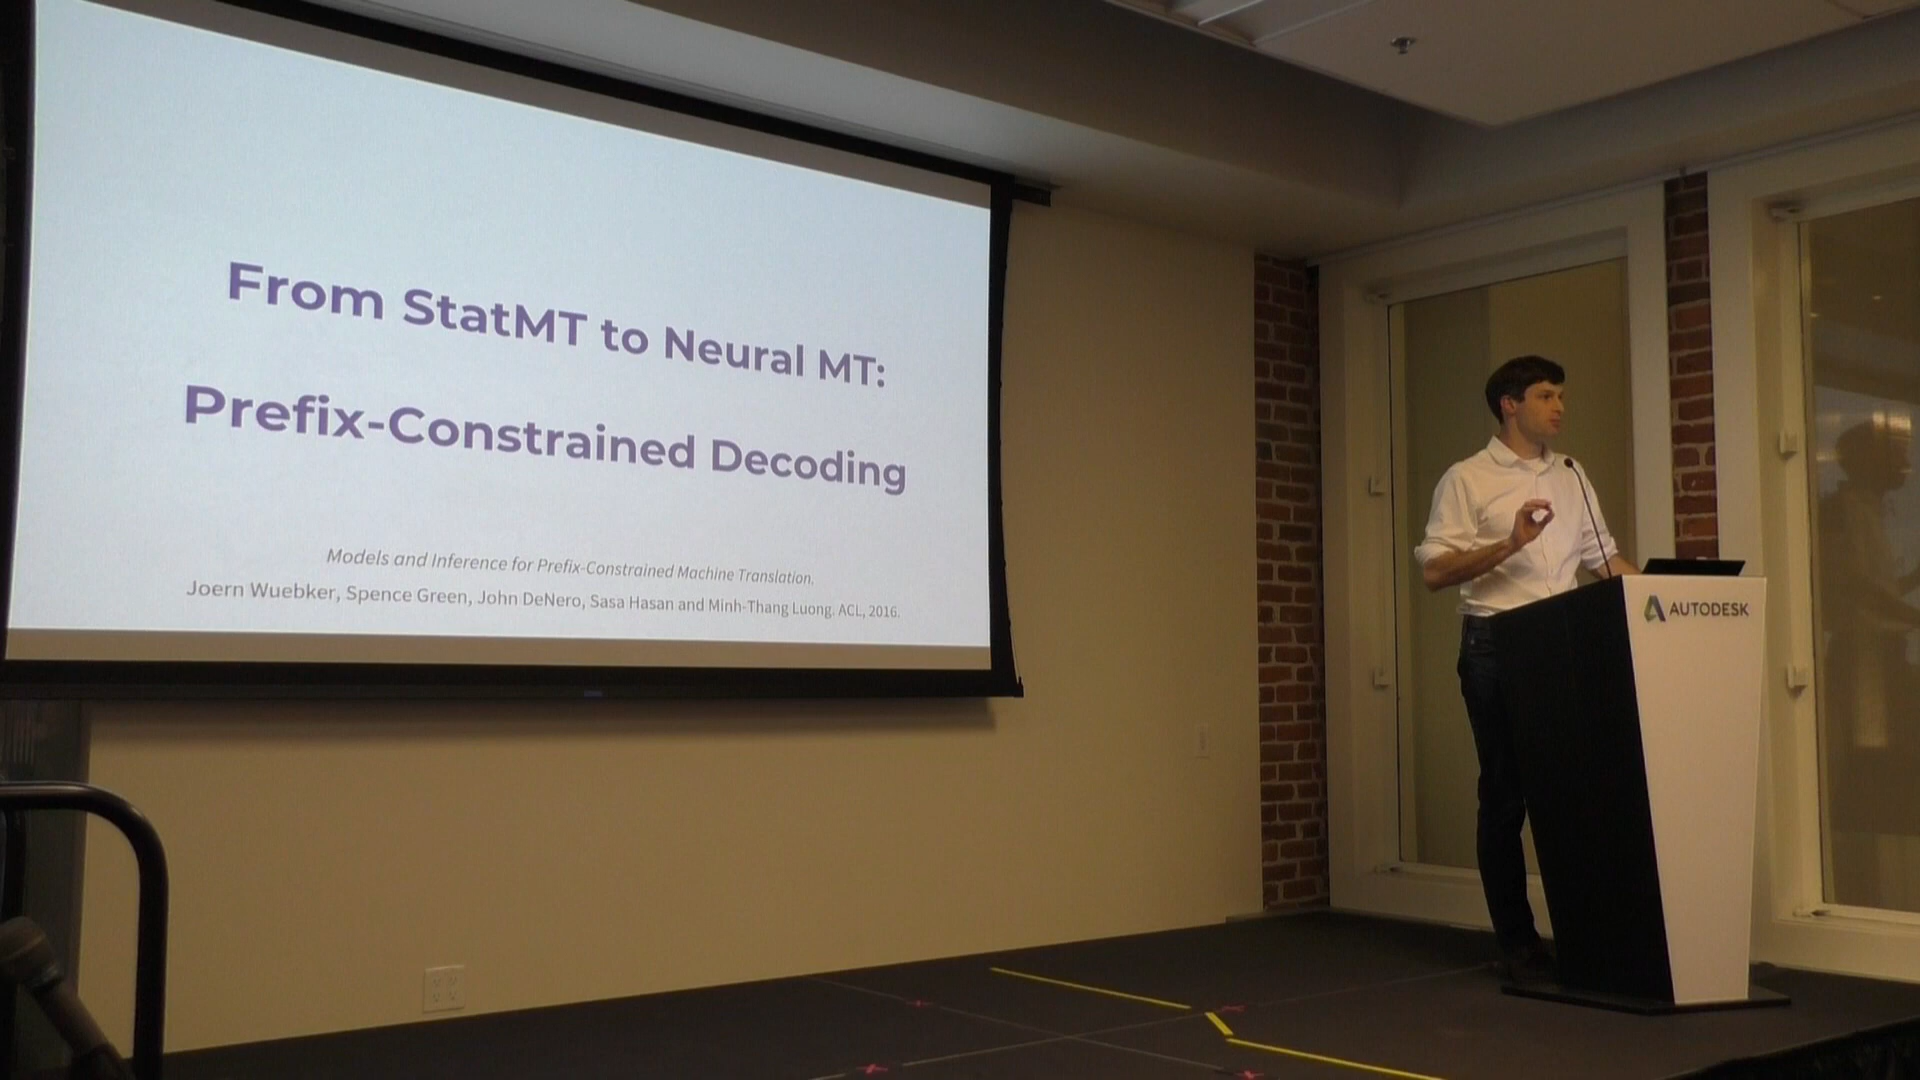 From StatMT to Neural MT:
Prefix-Constrained Decoding
Models and Inference for Prefix-Constrained Machine Translation.
Joern Wuebker, Spence Green, John DeNero, Sasa Hasan and Minh-Thang Luong. ACL, 2016.
AUTODESK